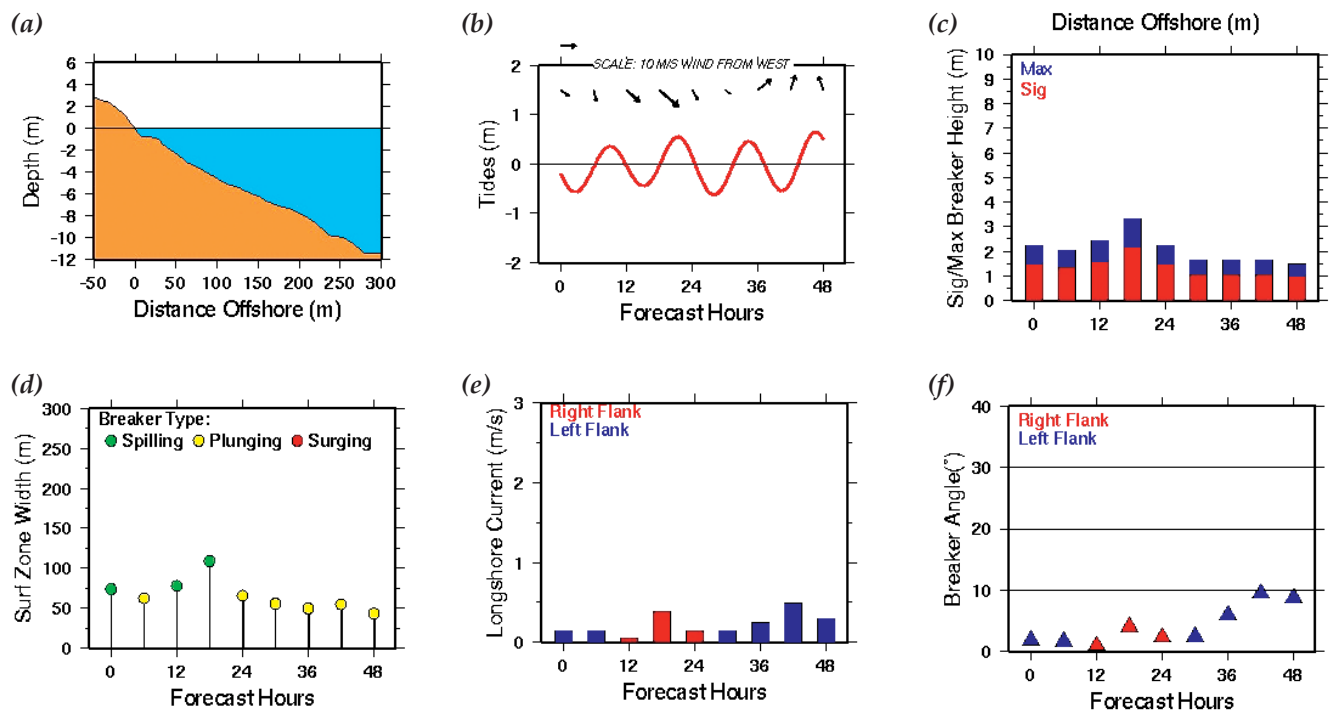 (a)
6
4
2
0
-2
-4
-6
-8
-10
-12
Depth (m)
-50 0 50 100 150 200 250 300
Distance Offshore (m)
(b)
SCALE: 10 M/S WIND FROM WEST
2
1
0
-1
-2
Tides (m)
0 12 24 36 48
Forecast Hours
(c)
Distance Offshore (m)
Max
Sig
10
9
8
7
6
5
4
3
2
1
0
Sig/Max Breaker Height (m)
0 12 24 36 48
(d)
Breaker Type:
Spilling Plunging Surging
300
250
200
150
100
50
0
Surf Zone Width (m)
0 12 24 36 48
Forecast Hours
(e)
Right Flank
Left Flank
3
2
1
0
Longshore Current (m/s)
0 12 24 36 48
Forecast Hours
(f)
Right Flank
Left Flank
40
30
20
10
0
Breaker Angle(°)
0 12 24 36 48
Forecast Hours